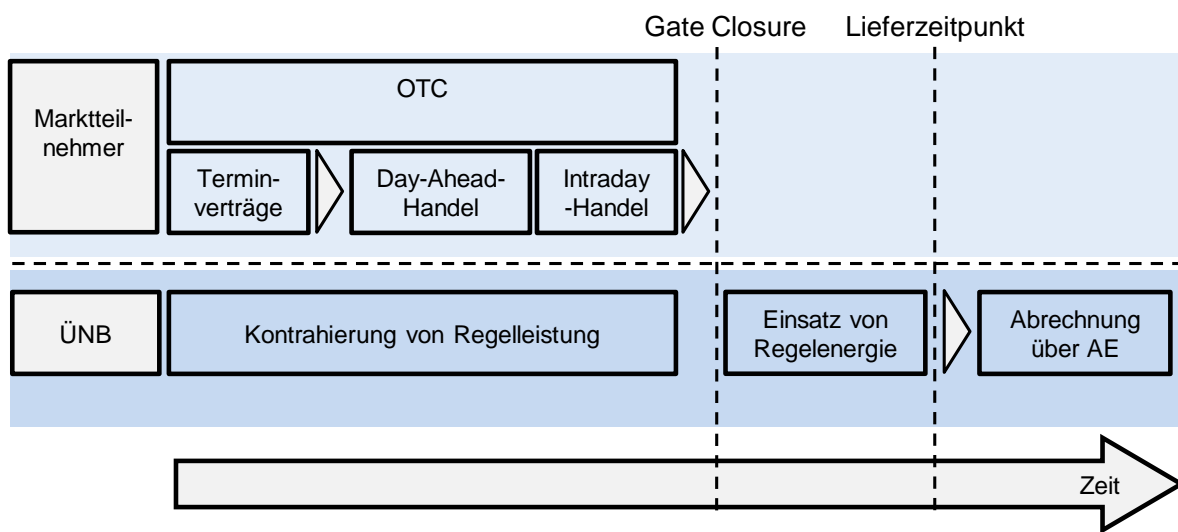 Gate Closure
Lieferzeitpunkt
Marktteil-
nehmer
OTC
Termin-
verträge
Day-Ahead-
Handel
Intraday
-Handel
ÜNB
Kontrahierung von Regelleistung
Einsatz von
Regelenergie
Abrechnung
über AE
Zeit